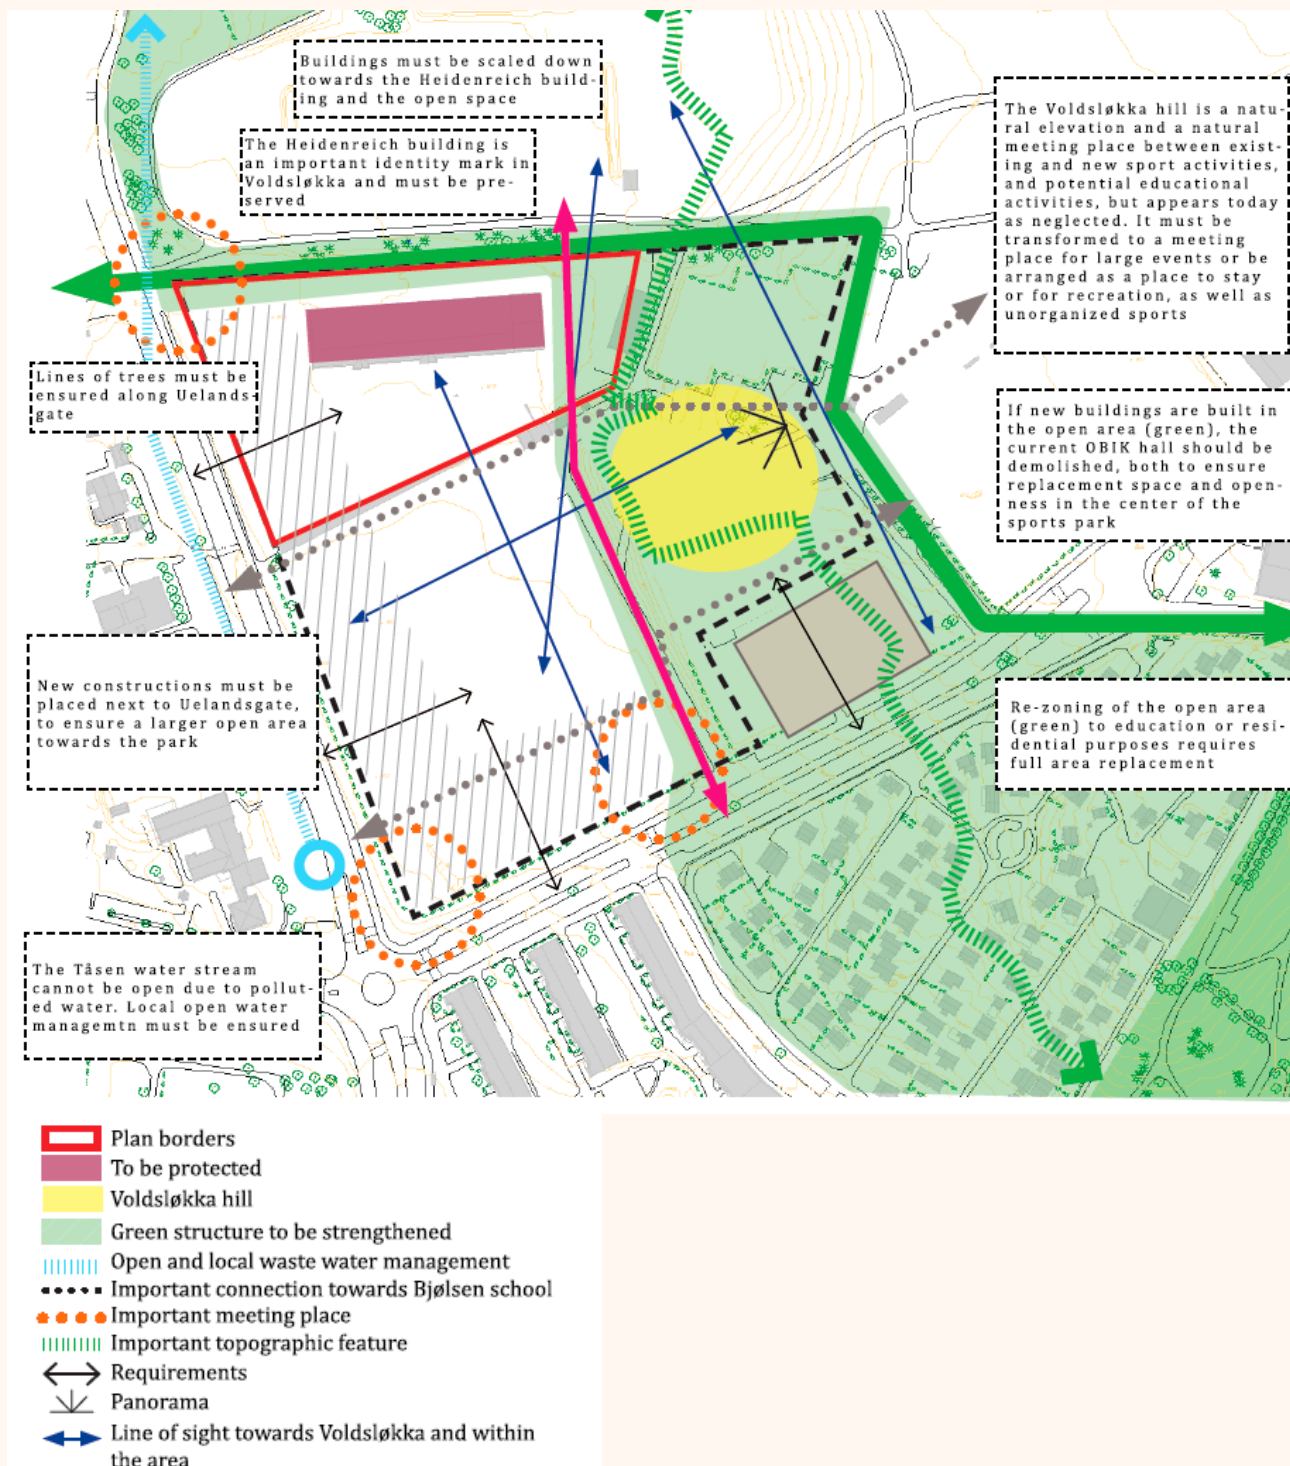 Buildings must be scaled down
towards the Heidenreich build-
ing and the open space
The Heidenreich building is
an important identity mark in
Voldsløkka and must be pre-
served
The Voldsløkka hill is a natu-
ral elevation and a natural
meeting place between exist-
ing and new sport activities,
and potential educational
activities, but appears today
as neglected. It must be
transformed to a meeting
place for large events or be
arranged as a place to stay
or for recreation, as well as
unorganized sports
Lines of trees must be
ensured along Uelands-
gate
If new buildings are built in
the open area (green), the
current OBIK hall should be
demolished, both to ensure
replacement space and open-
ness in the center of the
sports park
New constructions must be
placed next to Uelandsgate,
to ensure a larger open area
towards the park
Re-zoning of the open area
(green) to education or resi-
dential purposes requires
full area replacement
The Tåsen water stream
cannot be open due to pollut-
ed water. Local open water
managemtn must be ensured
Plan borders
To be protected
Voldsløkka hill
Green structure to be strengthened
Open and local waste water management
Important connection towards Bjølsen school
Important meeting place
Important topographic feature
Requirements
Panorama
Line of sight towards Voldsløkka and within
the area